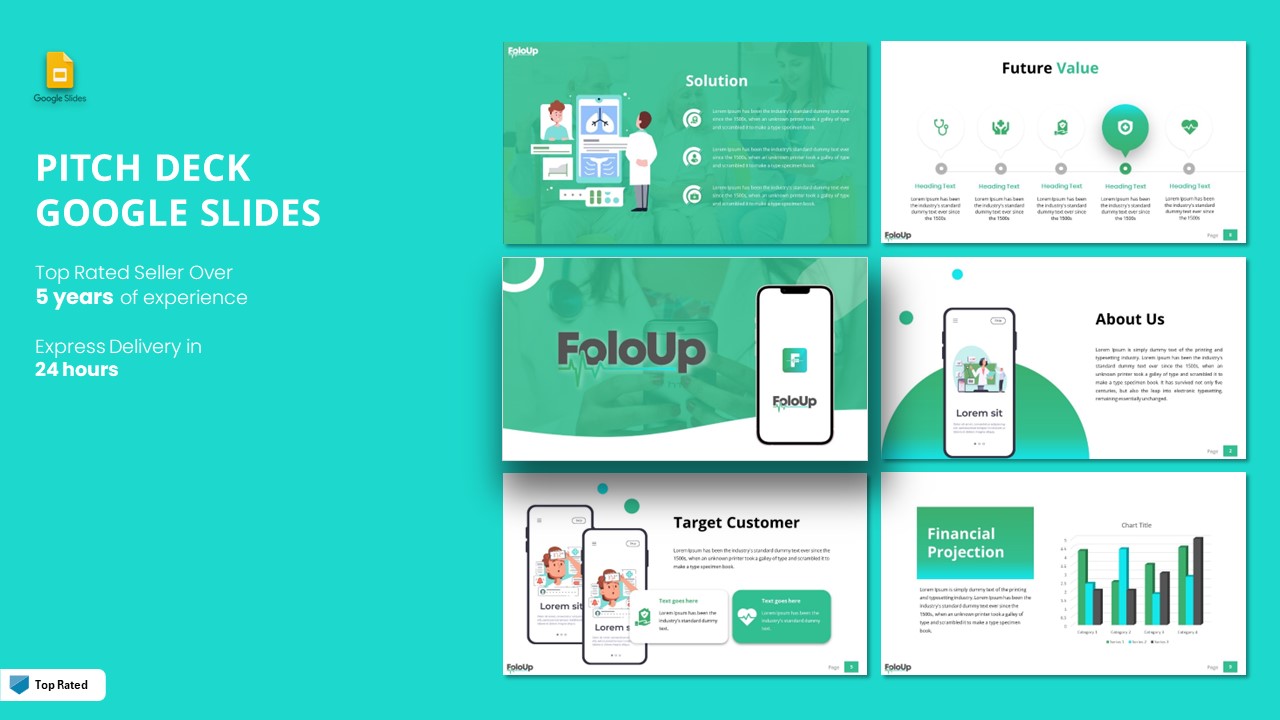 Google Slides
PITCH DECK
GOOGLE SLIDES
Top Rated Seller Over
5 years of experience
Express Delivery in
24 hours
Top Rated
FoloUp
Solution
Lorem Ipsum has been the industry's standard dummy text ever
since the 1500s, when an unknown printer took a galley of type
and scrambled it to make a type specimen book.
Lorem Ipsum has been the industry's standard dummy text ever
since the 1500s, when an unknown printer took a galley of type
and scrambled it to make a type specimen book.
Lorem Ipsum has been the industry's standard dummy text ever
since the 1500s, when an unknown printer took a galley of type
and scrambled it to make a type specimen book.
Future Value
Heading Text
Lorem Ipsum has been
the industry's standard
dummy text ever since
the 1500s
Heading Text
Lorem Ipsum has been
the industry's standard
dummy text ever since
the 1500s
Heading Text
Lorem Ipsum has been
the industry's standard
dummy text ever since
the 1500s
Heading Text
Lorem Ipsum has been
the industry's standard
dummy text ever since
the 1500s
Heading Text
Lorem Ipsum has been
the industry's standard
dummy text ever since
the 1500s
FoloUp
Page
FoloUp
F
FoloUp
About Us
Lorem Ipsum is simply dummy text of the printing and
typesetting industry. Lorem Ipsum has been the industry's
standard dummy text ever since the 1500s, when an
unknown printer took a galley of type and scrambled it to
make a type specimen book. It has survived not only five
centuries, but also the leap into electronic typesetting,
remaining essentially unchanged.
Lorem sit
Page 2
Target Customer
Lorem Ipsum has been the industry's standard dummy text ever since the
1500s, when an unknown printer took a galley of type and scrambled it to
make a type specimen book.
Lorem sit
Lorem s
Text goes here
Lorem Ipsum has been the
industry's standard dummy
text.
Text goes here
Lorem Ipsum has been the
industry's standard dummy
text.
FoloUp
Page
Financial
Projection
Lorem Ipsum is simply dummy text of the printing
and typesetting industry. Lorem Ipsum has been the
industry's standard dummy text ever since the
1500s, when an unknown printer took a galley of
type and scrambled it to make a type specimen
book.
Chart Title
5
4.5
4
3.5
3
2.5
2
1.5
1
0.5
0
Category 1
Category 2
Category 3
Category 4
Series 1
Series 2
Series 3
FoloUp
Page